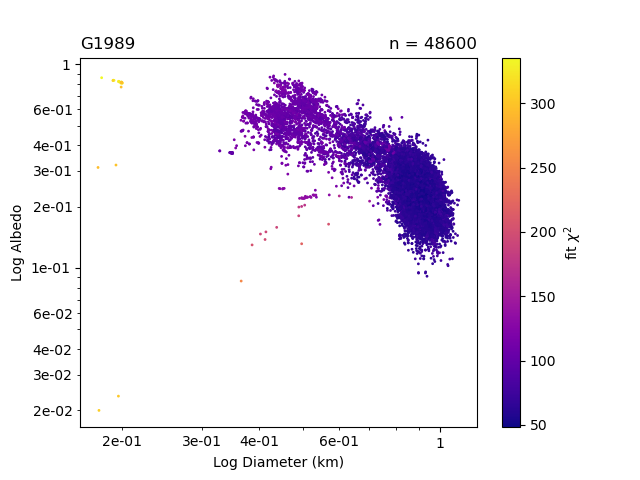 G1989 n = 48600
1
6e-01
4e-01
3e-01
2e-01
1e-01
6e-02
4e-02
3e-02
2e-02
Log Albedo
2e-01 3e-01 4e-01 6e-01 1
Log Diameter (km)
300
250
200
150
100
50
fit χ²